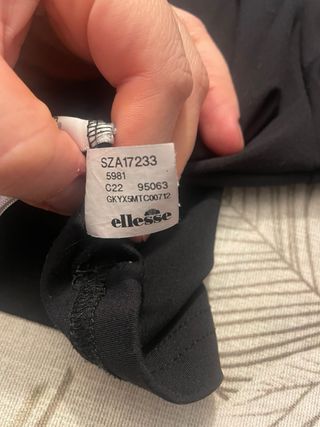 SZA17233
5981
C22 95063
GKYX5MTC00712
ellesse